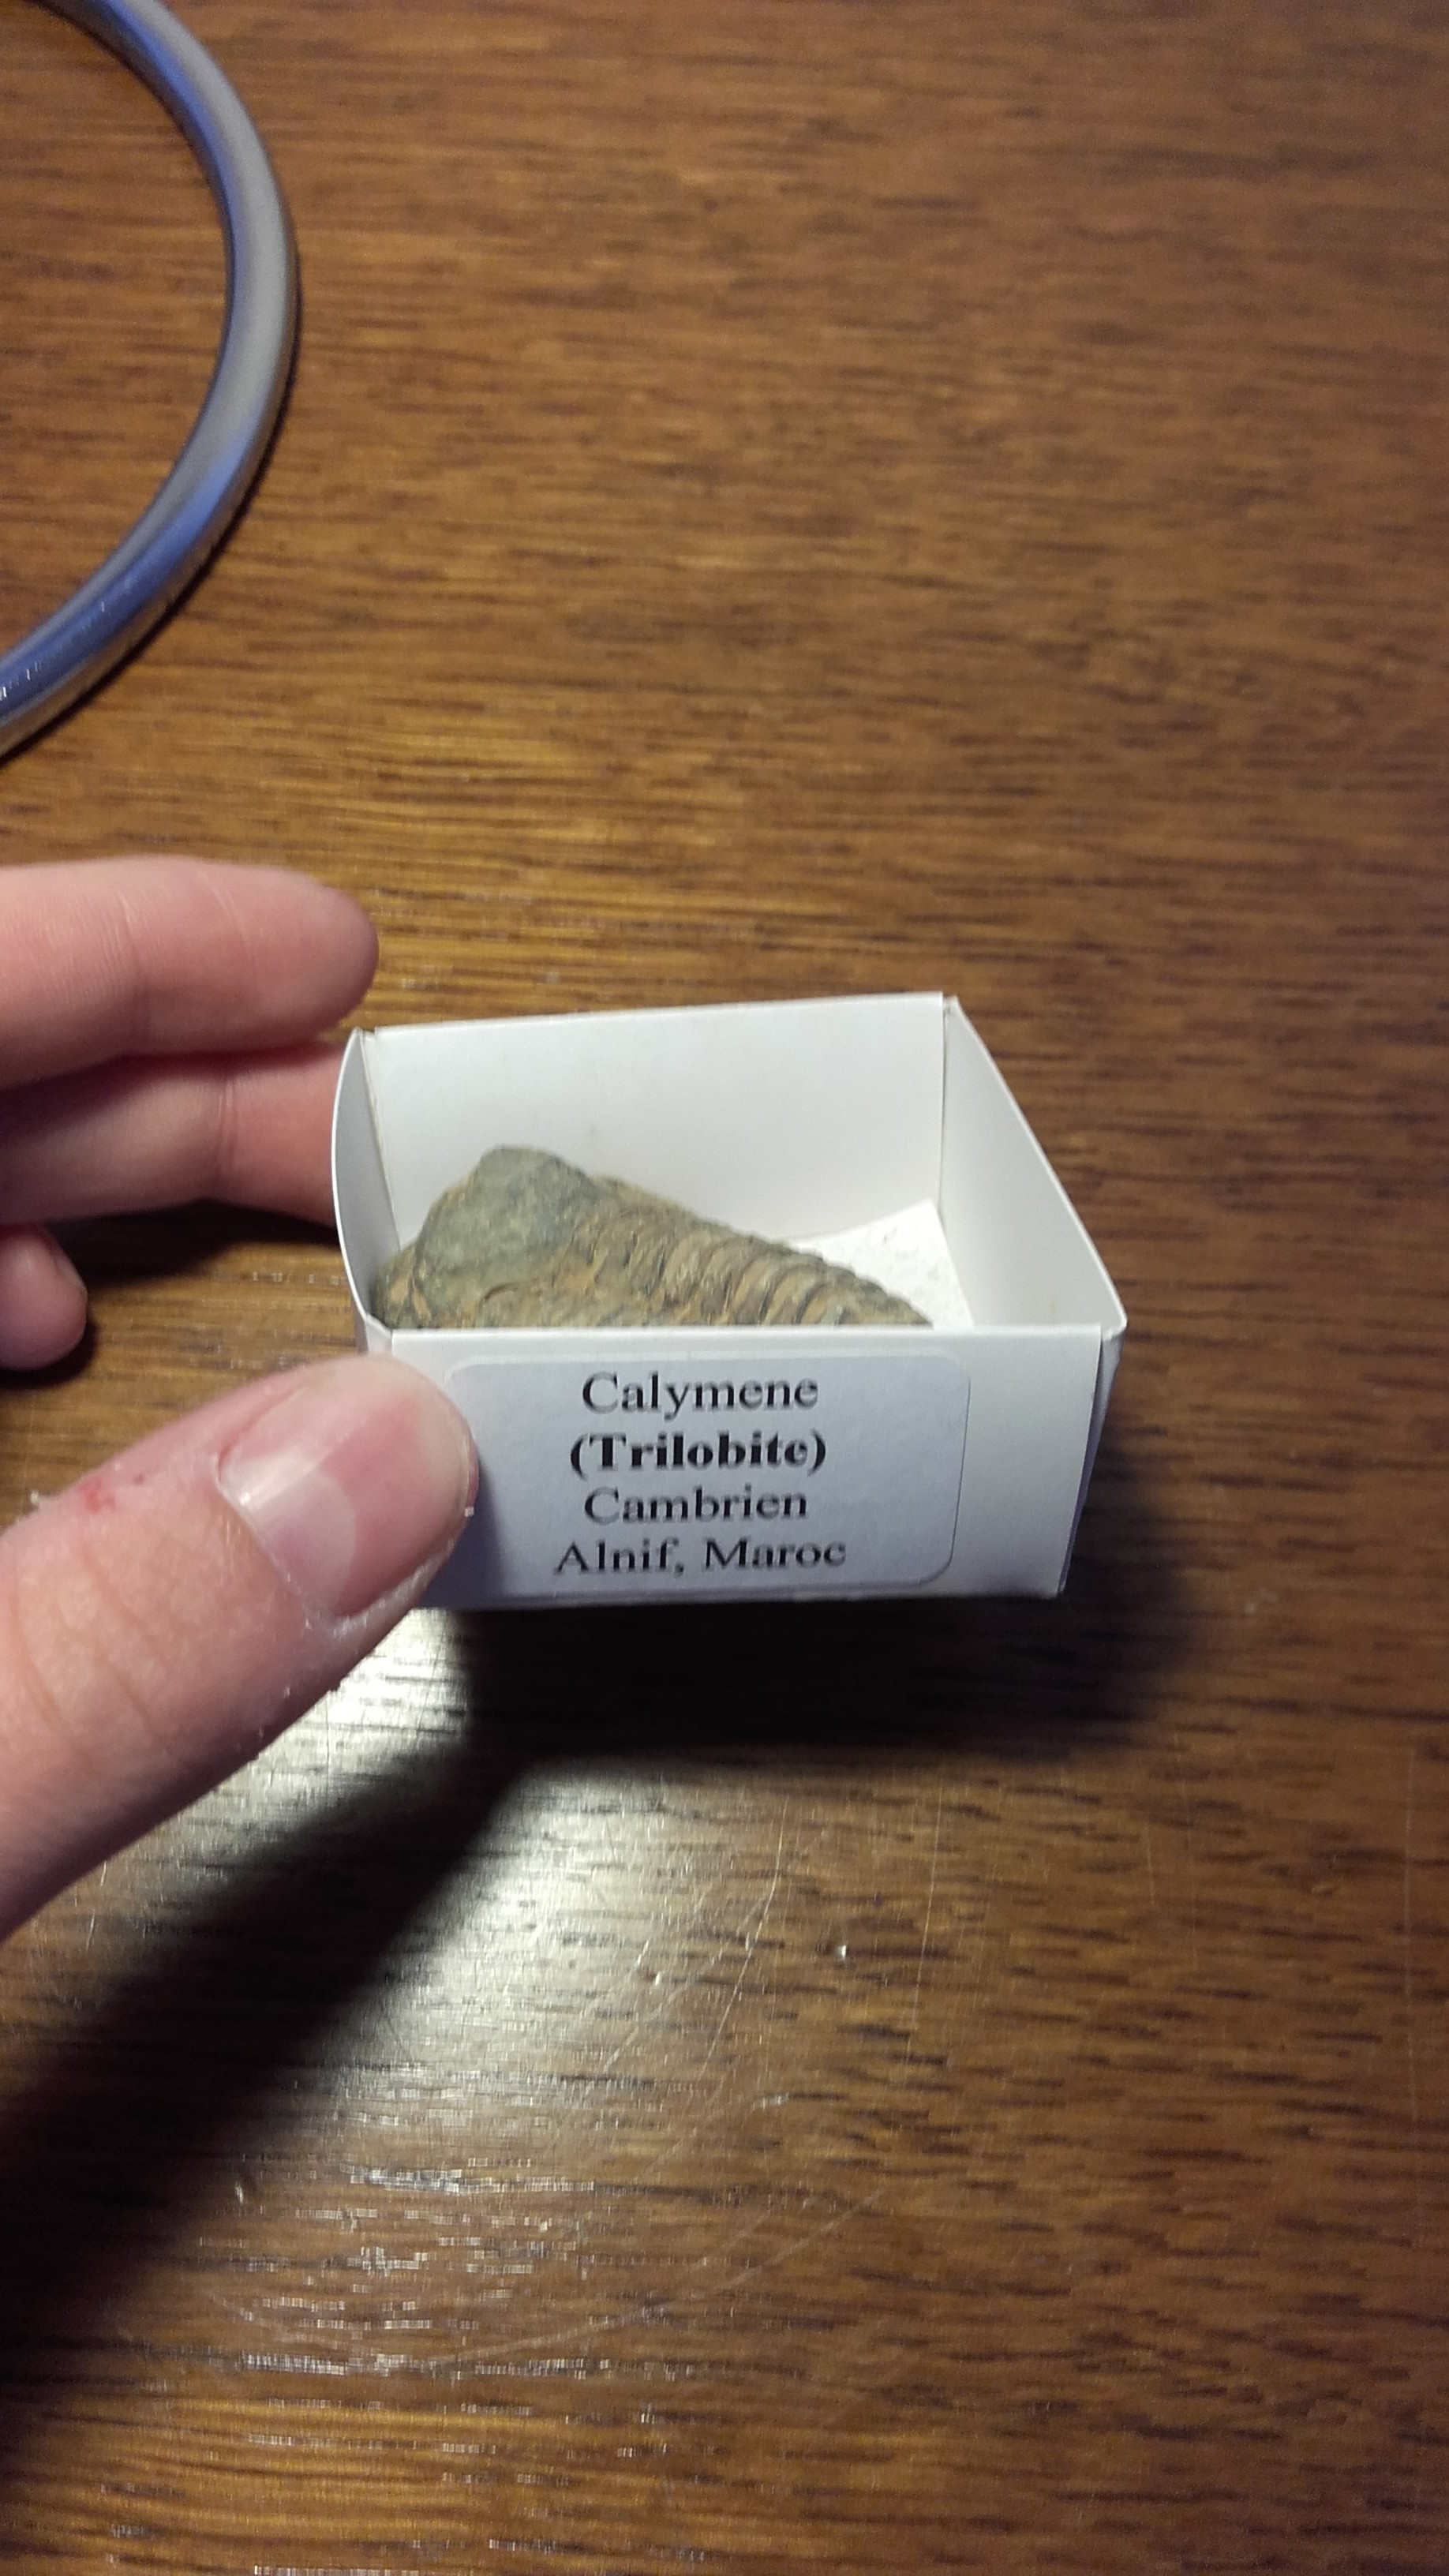 Calymene
(Trilobite)
Cambrien
Alnif, Maroc